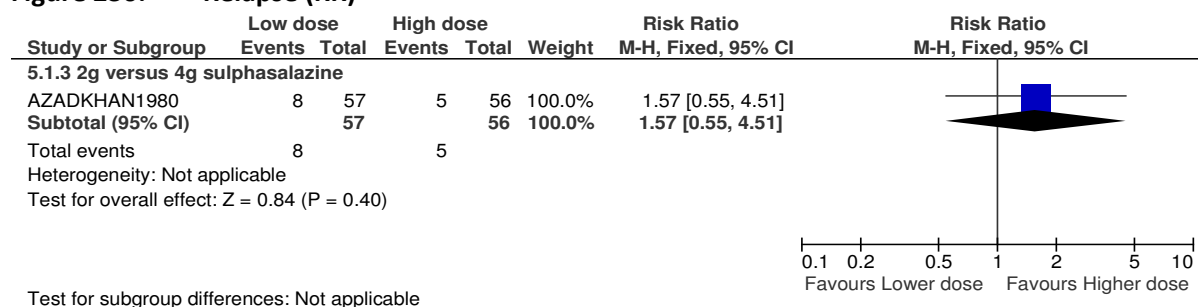 Low dose High dose Risk Ratio Risk Ratio
Study or Subgroup Events Total Events Total Weight M-H, Fixed, 95% CI M-H, Fixed, 95% CI
5.1.3 2g versus 4g sulphasalazine
AZADKHAN1980 8 57 5 56 100.0% 1.57 [0.55, 4.51]
Subtotal (95% CI) 57 56 100.0% 1.57 [0.55, 4.51]
Total events 8 5
Heterogeneity: Not applicable
Test for overall effect: Z = 0.84 (P = 0.40)
0.1 0.2 0.5 1 2 5 10
Favours Lower dose Favours Higher dose
Test for subgroup differences: Not applicable